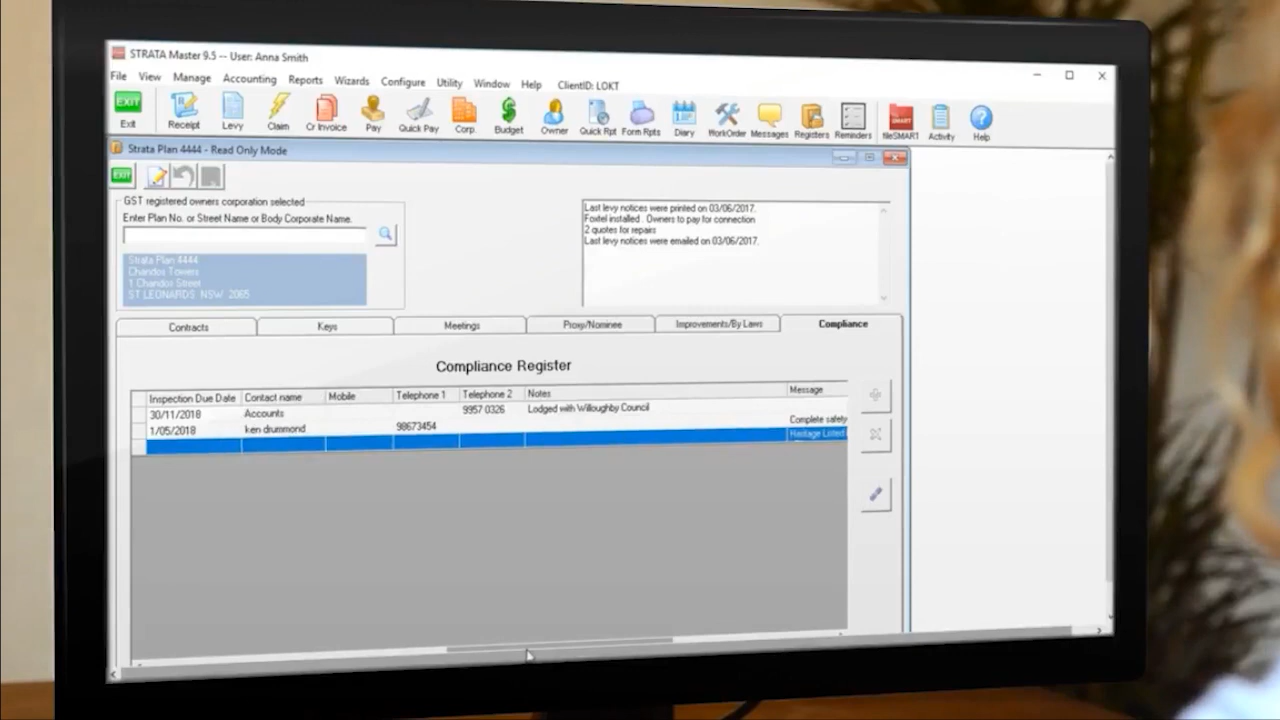 STRATA Master 9.5 -- User: Anna Smith
File View Manage Accounting Reports Wizards Configure Utility Window Help ClientID: LOKT
EXIT
Exit Receipt Levy Claim Cr Invoice Pay Quick Pay Corp. Budget Owner Quick Rpt Form Rpts Diary WorkOrder Messages Registers Reminders fileSMART Activity Help
Strata Plan 4444 - Read Only Mode
EXIT
GST registered owners corporation selected
Enter Plan No. or Street Name or Body Corporate Name.
Strata Plan 4444
Chandos Towers
1 Chandos Street
ST LEONARDS NSW 2065
Last levy notices were printed on 03/06/2017.
Foxtel installed. Owners to pay for connection
2 quotes for repairs
Last levy notices were emailed on 03/06/2017.
Contracts Keys Meetings Proxy/Nominee Improvements/By Laws Compliance
Compliance Register
Inspection Due Date Contact name Mobile Telephone 1 Telephone 2 Notes Message
30/11/2018 Accounts 9957 0326 Lodged with Willoughby Council
1/05/2018 ken drummond 98673454 Complete safety
Heritage Listed